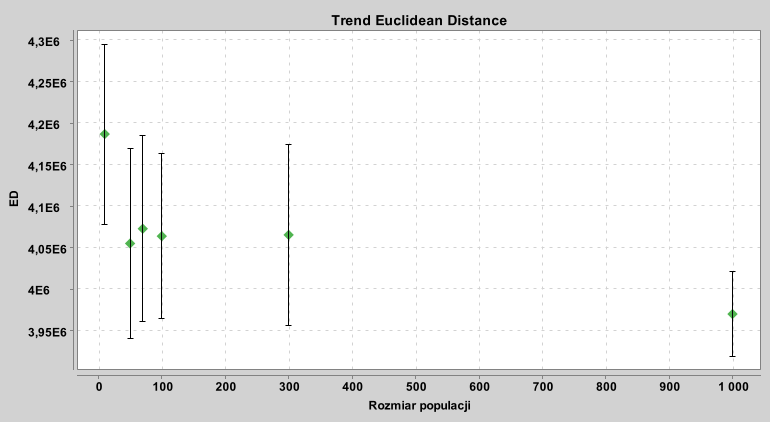 Trend Euclidean Distance
4,3E6
4,25E6
4,2E6
4,15E6
4,1E6
4,05E6
4E6
3,95E6
ED
0 100 200 300 400 500 600 700 800 900 1 000
Rozmiar populacji